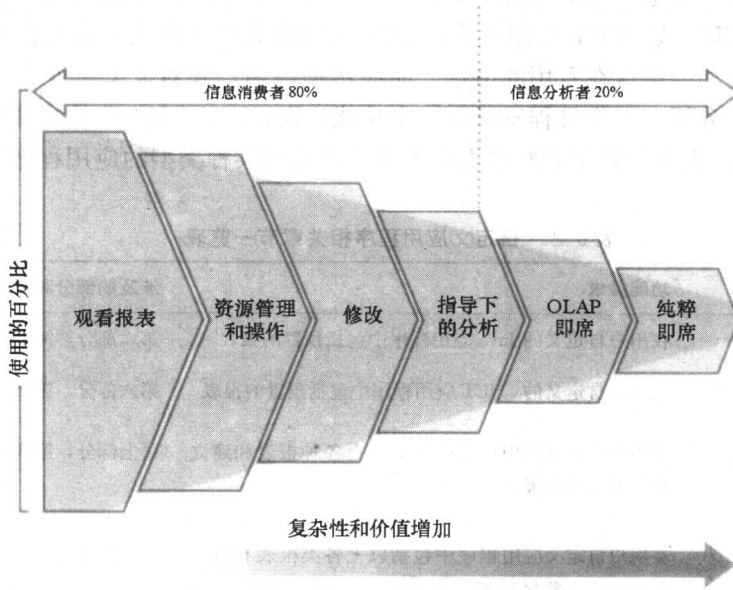 信息消费者 80%
信息分析者 20%
使用的百分比
观看报表
资源管理
和操作
修改
指导下
的分析
OLAP
即席
纯粹
即席
复杂性和价值增加